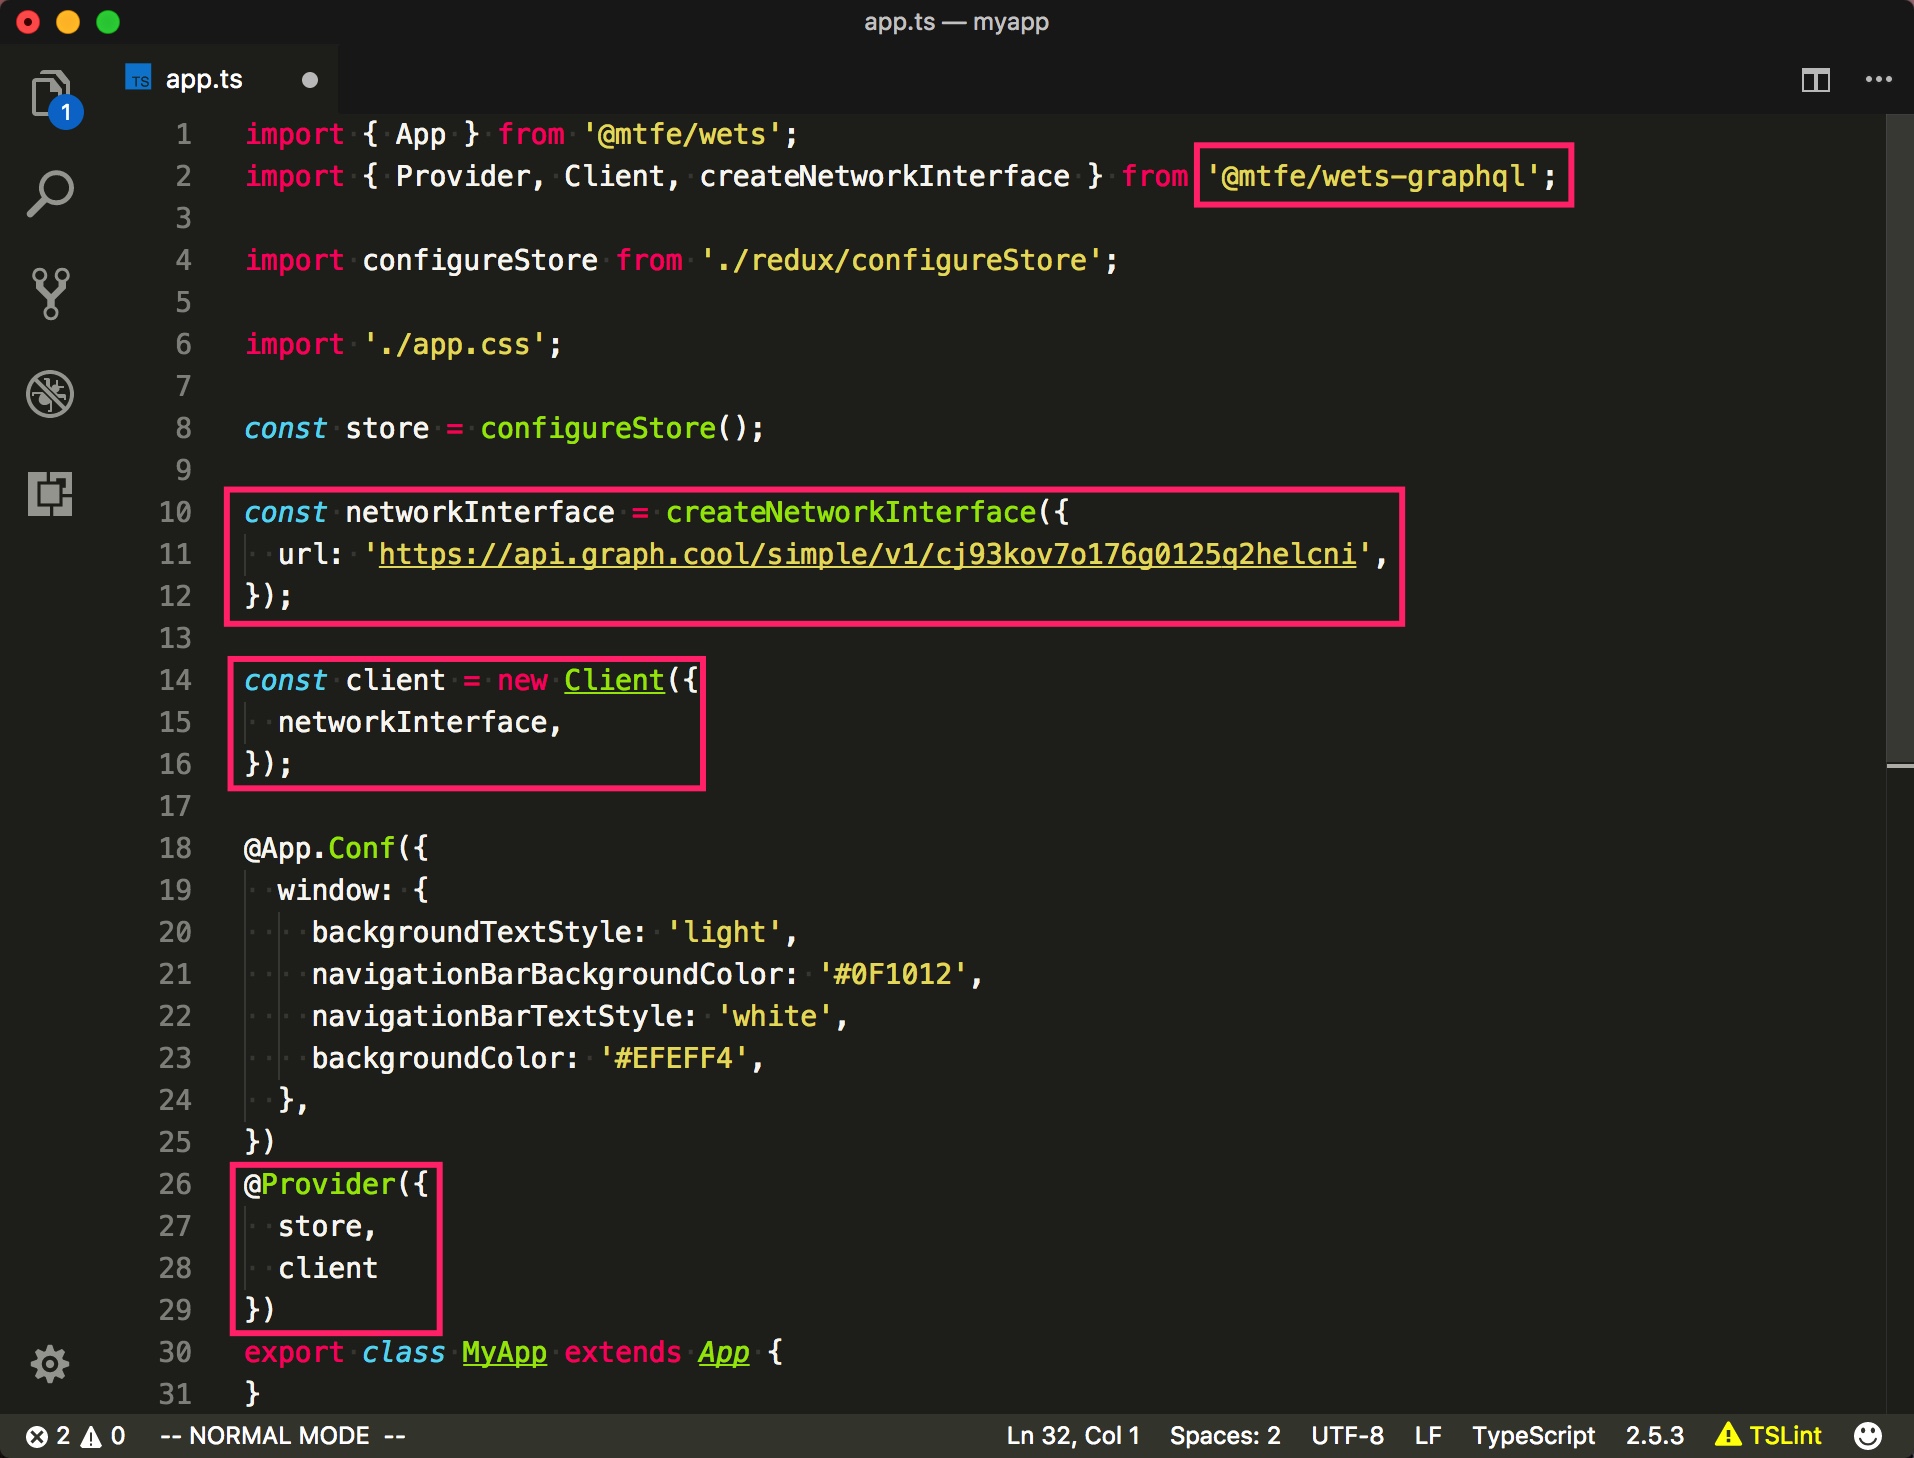 app.ts — myapp
TS app.ts
1
1 import { App } from '@mtfe/wets';
2 import { Provider, Client, createNetworkInterface } from '@mtfe/wets-graphql';
3
4 import configureStore from './redux/configureStore';
5
6 import './app.css';
7
8 const store = configureStore();
9
10 const networkInterface = createNetworkInterface({
11   url: 'https://api.graph.cool/simple/v1/cj93kov7o176g0125q2helcni',
12 });
13
14 const client = new Client({
15   networkInterface,
16 });
17
18 @App.Conf({
19   window: {
20     backgroundTextStyle: 'light',
21     navigationBarBackgroundColor: '#0F1012',
22     navigationBarTextStyle: 'white',
23     backgroundColor: '#EFEFF4',
24   },
25 })
26 @Provider({
27   store,
28   client
29 })
30 export class MyApp extends App {
31 }
2 0 -- NORMAL MODE -- Ln 32, Col 1 Spaces: 2 UTF-8 LF TypeScript 2.5.3 TSLint